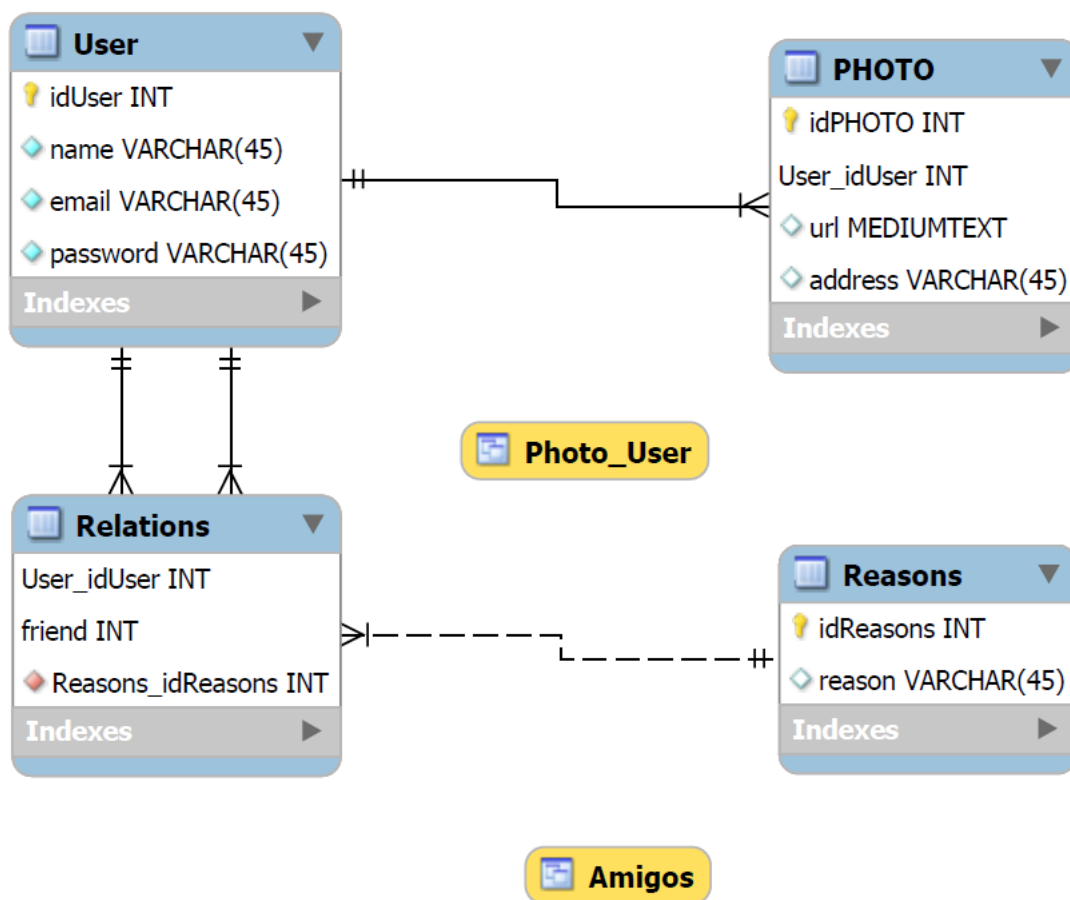 User
idUser INT
name VARCHAR(45)
email VARCHAR(45)
password VARCHAR(45)
Indexes
PHOTO
idPHOTO INT
User_idUser INT
url MEDIUMTEXT
address VARCHAR(45)
Indexes
Photo_User
Relations
User_idUser INT
friend INT
Reasons_idReasons INT
Indexes
Reasons
idReasons INT
reason VARCHAR(45)
Indexes
Amigos